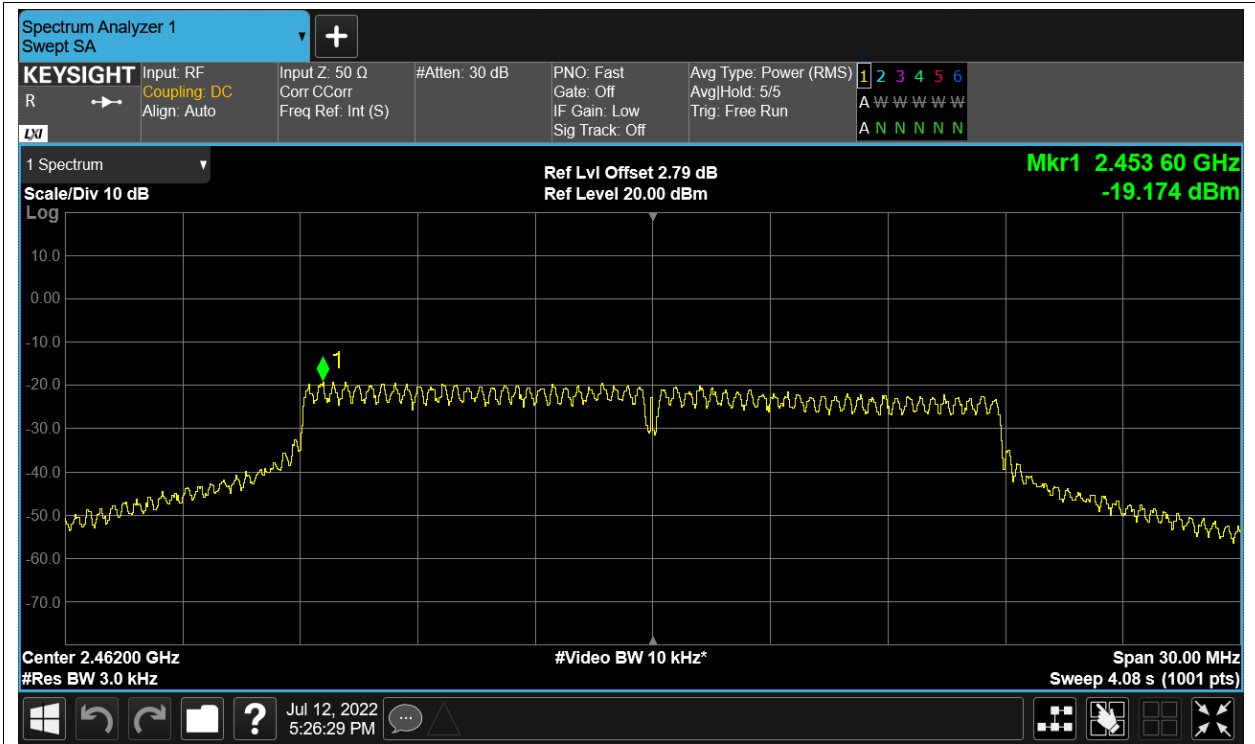 Spectrum Analyzer 1
Swept SA
KEYSIGHT
R
LXI
Input: RF
Coupling: DC
Align: Auto
Input Z: 50 Ω
Corr CCorr
Freq Ref: Int (S)
#Atten: 30 dB
PNO: Fast
Gate: Off
IF Gain: Low
Sig Track: Off
Avg Type: Power (RMS)
Avg|Hold: 5/5
Trig: Free Run
1 2 3 4 5 6
A W W W W W
A N N N N N
1 Spectrum
Scale/Div 10 dB
Log
Ref Lvl Offset 2.79 dB
Ref Level 20.00 dBm
Mkr1 2.453 60 GHz
-19.174 dBm
10.0
0.00
-10.0
1
-20.0
-30.0
-40.0
-50.0
-60.0
-70.0
Center 2.46200 GHz
#Res BW 3.0 kHz
#Video BW 10 kHz*
Span 30.00 MHz
Sweep 4.08 s (1001 pts)
?
Jul 12, 2022
5:26:29 PM